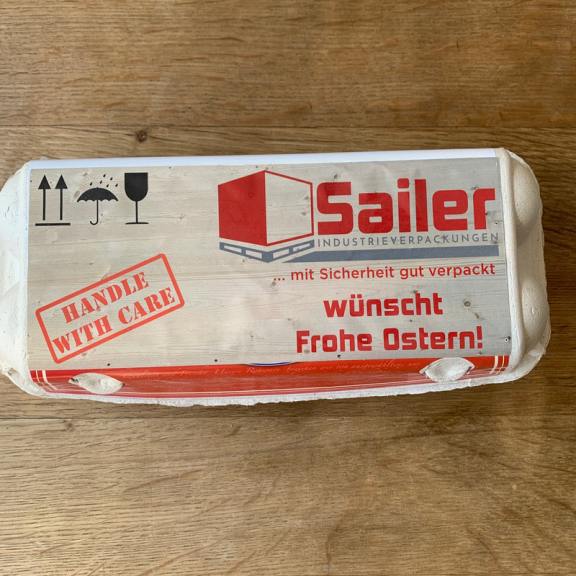 Sailer
INDUSTRIEVERPACKUNGEN
... mit Sicherheit gut verpackt
HANDLE
WITH CARE
wünscht
Frohe Ostern!